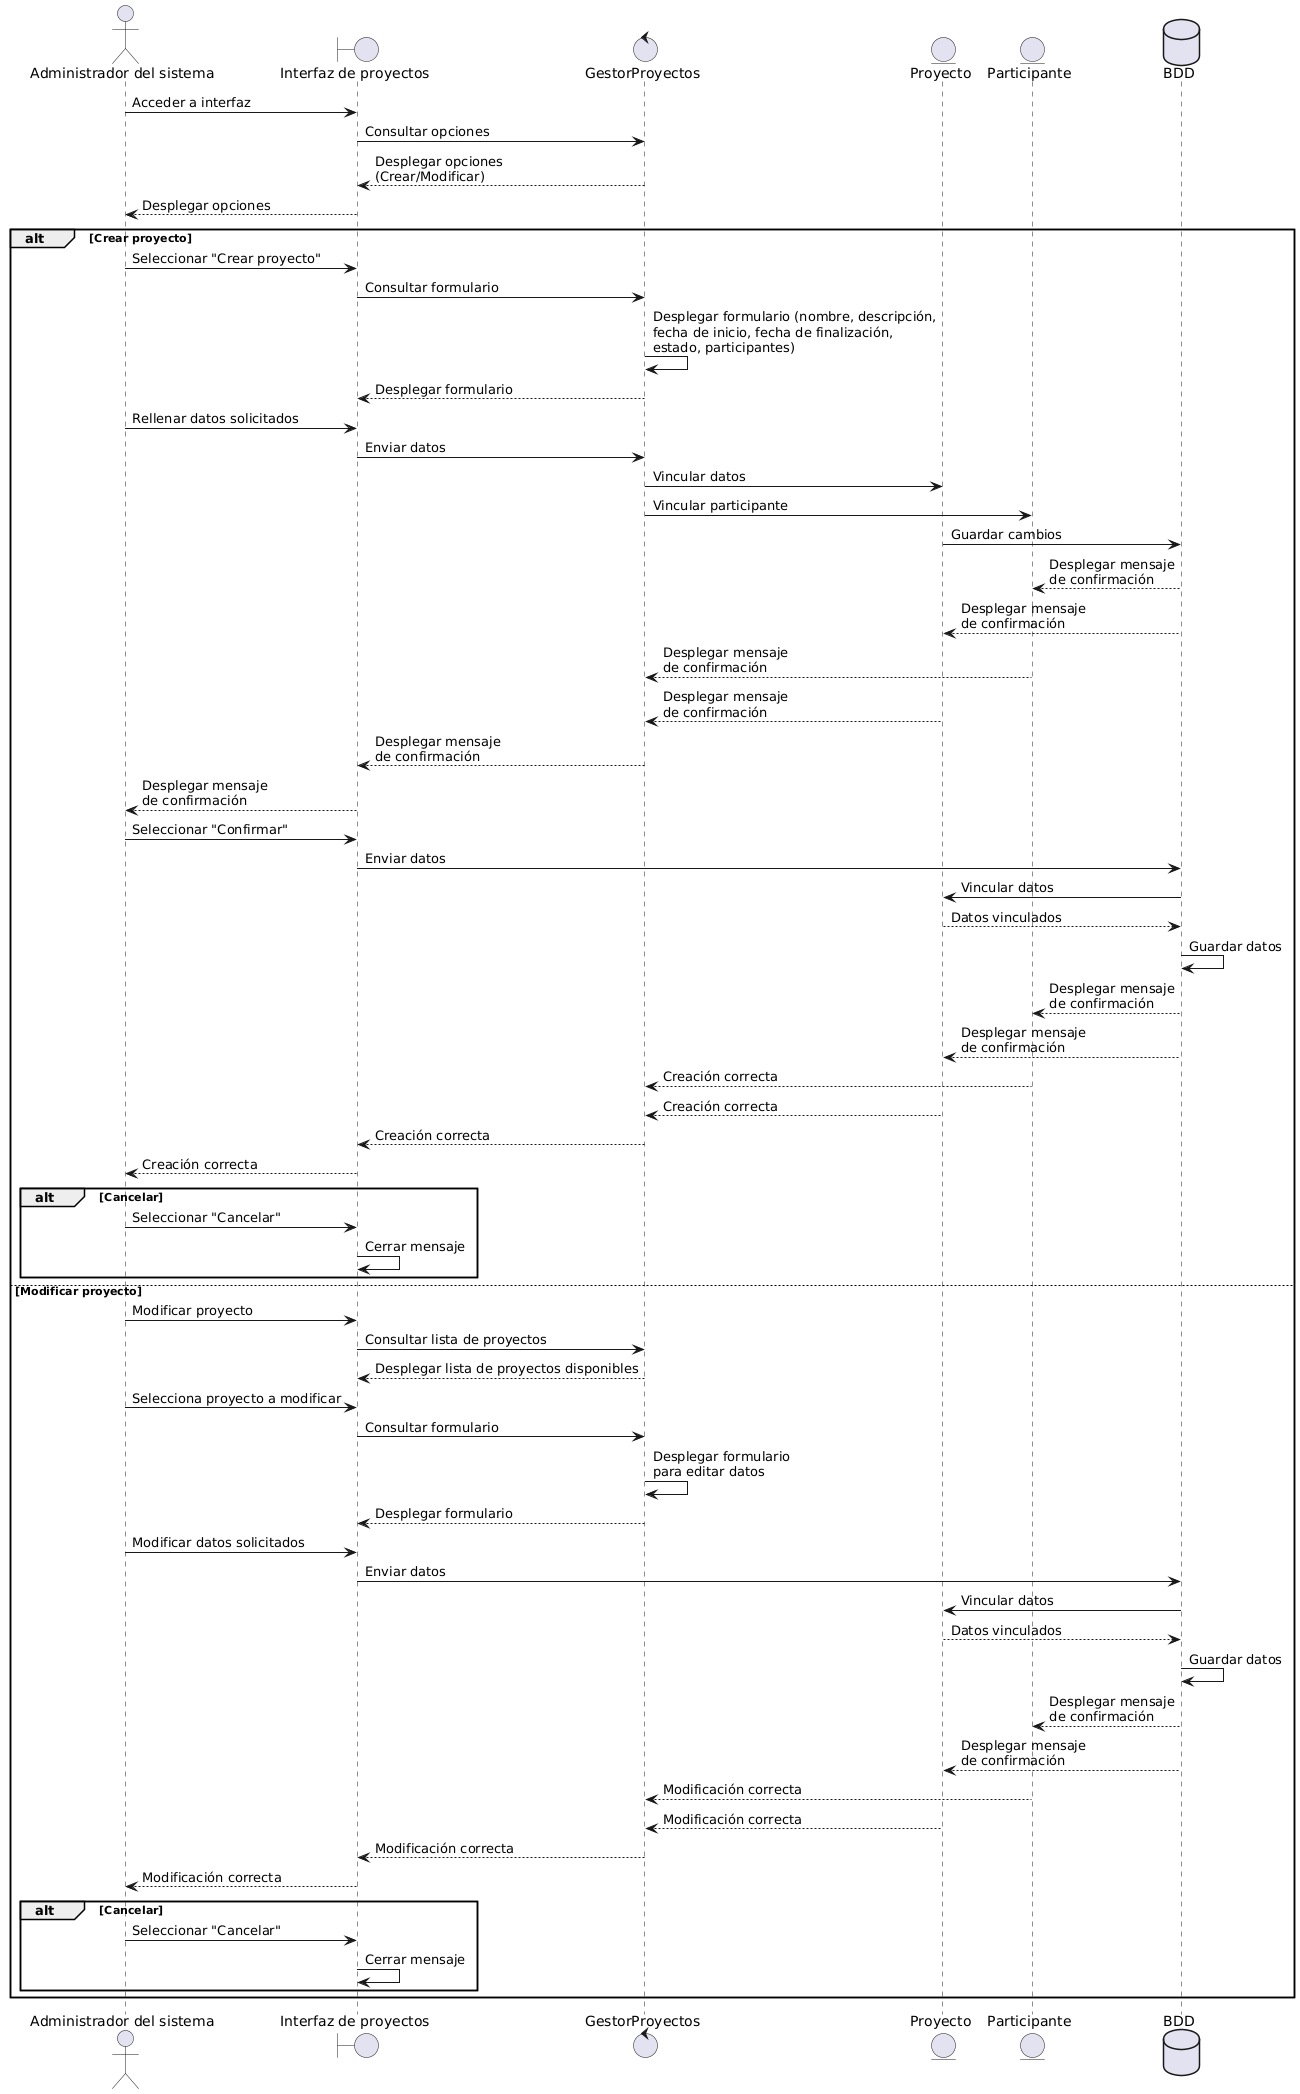 Administrador del sistema
Interfaz de proyectos
GestorProyectos
Proyecto
Participante
BDD
Acceder a interfaz
Consultar opciones
Desplegar opciones
(Crear/Modificar)
Desplegar opciones
alt
[Crear proyecto]
Seleccionar "Crear proyecto"
Consultar formulario
Desplegar formulario (nombre, descripción,
fecha de inicio, fecha de finalización,
estado, participantes)
Desplegar formulario
Rellenar datos solicitados
Enviar datos
Vincular datos
Vincular participante
Guardar cambios
Desplegar mensaje
de confirmación
Desplegar mensaje
de confirmación
Desplegar mensaje
de confirmación
Desplegar mensaje
de confirmación
Desplegar mensaje
de confirmación
Desplegar mensaje
de confirmación
Seleccionar "Confirmar"
Enviar datos
Vincular datos
Datos vinculados
Guardar datos
Desplegar mensaje
de confirmación
Desplegar mensaje
de confirmación
Creación correcta
Creación correcta
Creación correcta
Creación correcta
alt
[Cancelar]
Seleccionar "Cancelar"
Cerrar mensaje
[Modificar proyecto]
Modificar proyecto
Consultar lista de proyectos
Desplegar lista de proyectos disponibles
Selecciona proyecto a modificar
Consultar formulario
Desplegar formulario
para editar datos
Desplegar formulario
Modificar datos solicitados
Enviar datos
Vincular datos
Datos vinculados
Guardar datos
Desplegar mensaje
de confirmación
Desplegar mensaje
de confirmación
Modificación correcta
Modificación correcta
Modificación correcta
Modificación correcta
alt
[Cancelar]
Seleccionar "Cancelar"
Cerrar mensaje
Administrador del sistema
Interfaz de proyectos
GestorProyectos
Proyecto
Participante
BDD